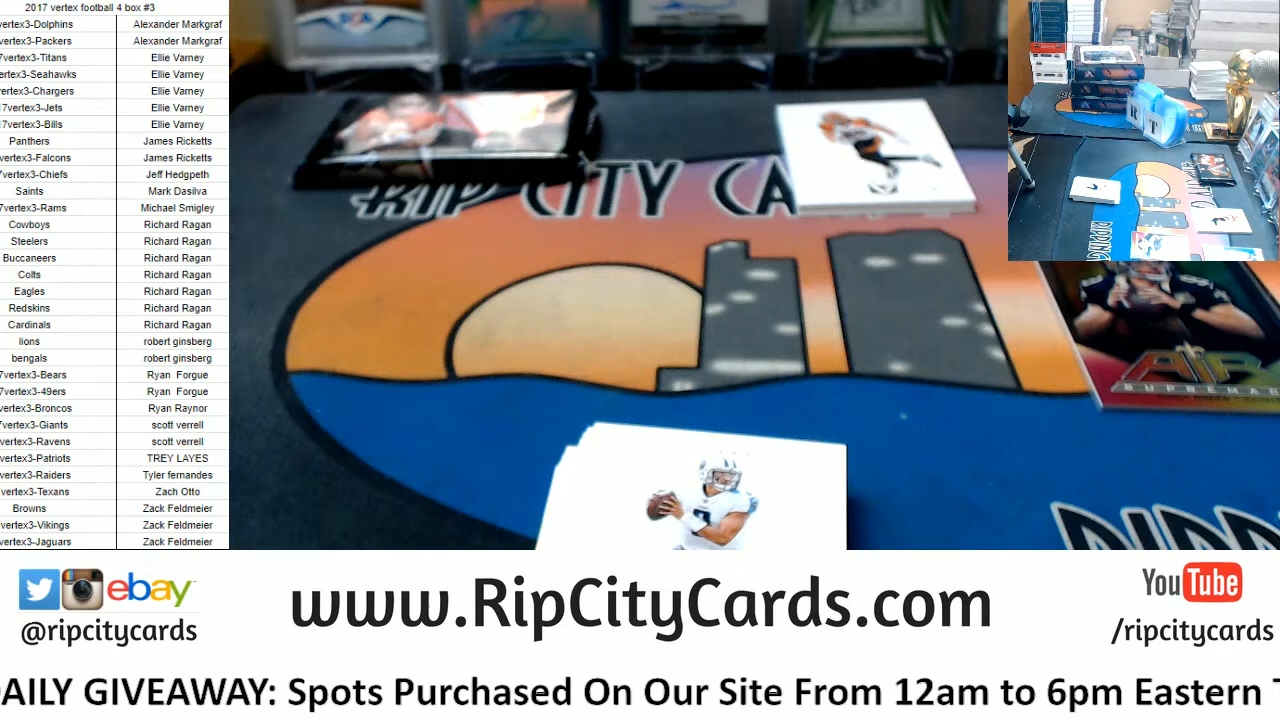 2017 vertex football 4 box #3
vertex3-Dolphins Alexander Markgraf
vertex3-Packers Alexander Markgraf
7vertex3-Titans Ellie Varney
ertex3-Seahawks Ellie Varney
ertex3-Chargers Ellie Varney
17vertex3-Jets Ellie Varney
17vertex3-Bills Ellie Varney
Panthers James Ricketts
vertex3-Falcons James Ricketts
7vertex3-Chiefs Jeff Hedgpeth
Saints Mark Dasilva
7vertex3-Rams Michael Smigley
Cowboys Richard Ragan
Steelers Richard Ragan
Buccaneers Richard Ragan
Colts Richard Ragan
Eagles Richard Ragan
Redskins Richard Ragan
Cardinals Richard Ragan
lions robert ginsberg
bengals robert ginsberg
7vertex3-Bears Ryan Forgue
7vertex3-49ers Ryan Forgue
vertex3-Broncos Ryan Raynor
7vertex3-Giants scott verrell
vertex3-Ravens scott verrell
vertex3-Patriots TREY LAYES
vertex3-Raiders Tyler fernandes
vertex3-Texans Zach Otto
Browns Zack Feldmeier
vertex3-Vikings Zack Feldmeier
vertex3-Jaguars Zack Feldmeier
RIP CITY CA
AIR
SUPREMAC
RIPPING
R T
ebay
@ripcitycards
www.RipCityCards.com
YouTube
/ripcitycards
AILY GIVEAWAY: Spots Purchased On Our Site From 12am to 6pm Eastern T